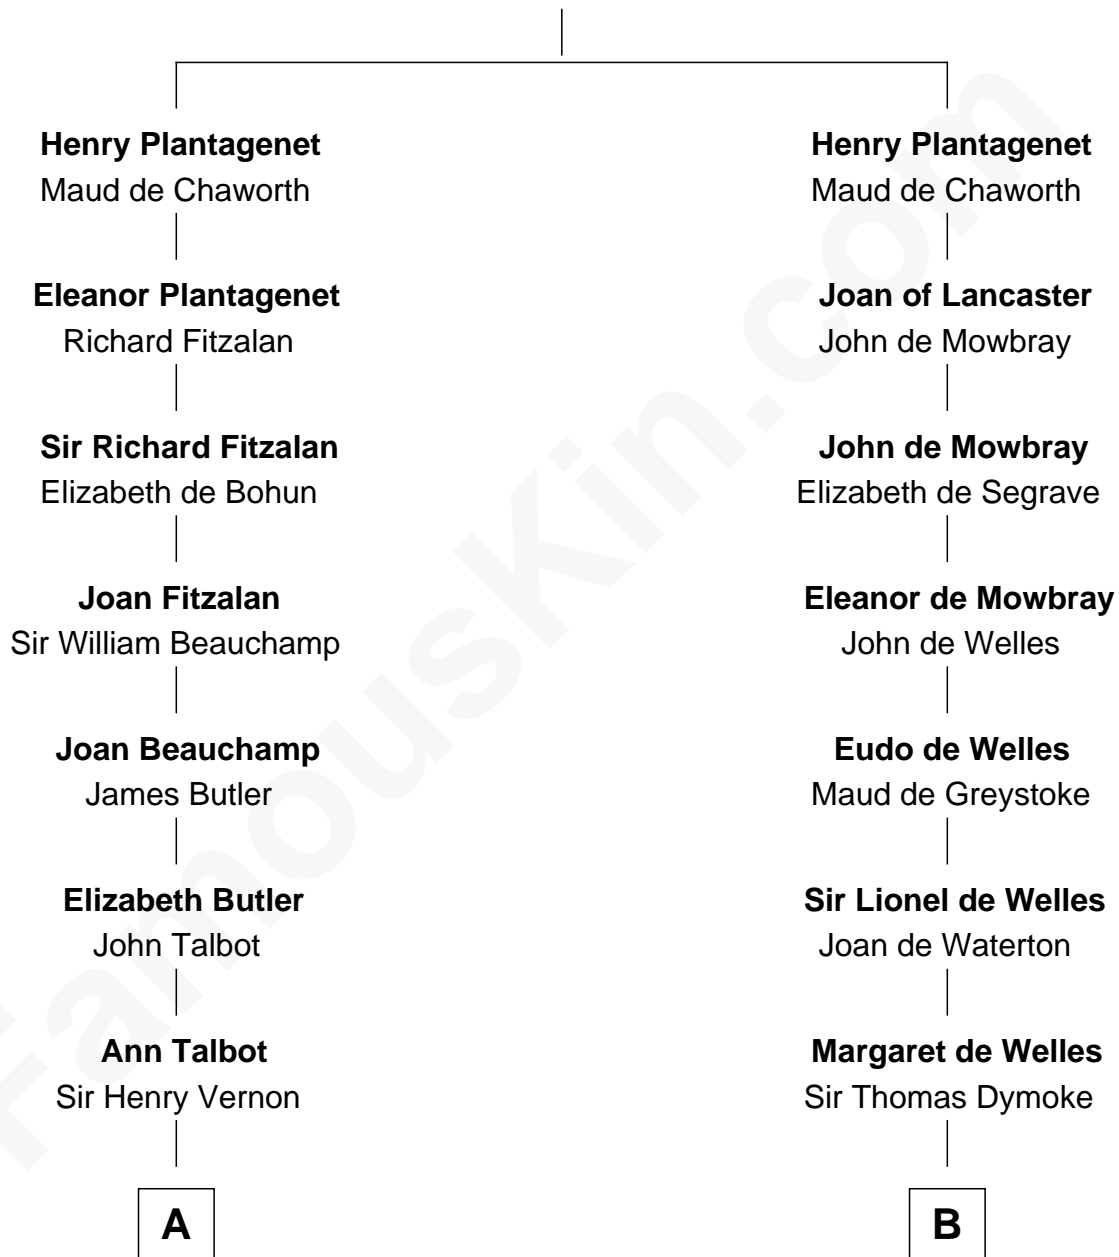 Henry Plantagenet
Maud de Chaworth
Eleanor Plantagenet
Richard Fitzalan
Sir Richard Fitzalan
Elizabeth de Bohun
Joan Fitzalan
Sir William Beauchamp
Joan Beauchamp
James Butler
Elizabeth Butler
John Talbot
Ann Talbot
Sir Henry Vernon
A
Henry Plantagenet
Maud de Chaworth
Joan of Lancaster
John de Mowbray
John de Mowbray
Elizabeth de Segrave
Eleanor de Mowbray
John de Welles
Eudo de Welles
Maud de Greystoke
Sir Lionel de Welles
Joan de Waterton
Margaret de Welles
Sir Thomas Dymoke
B
FamousKin.com